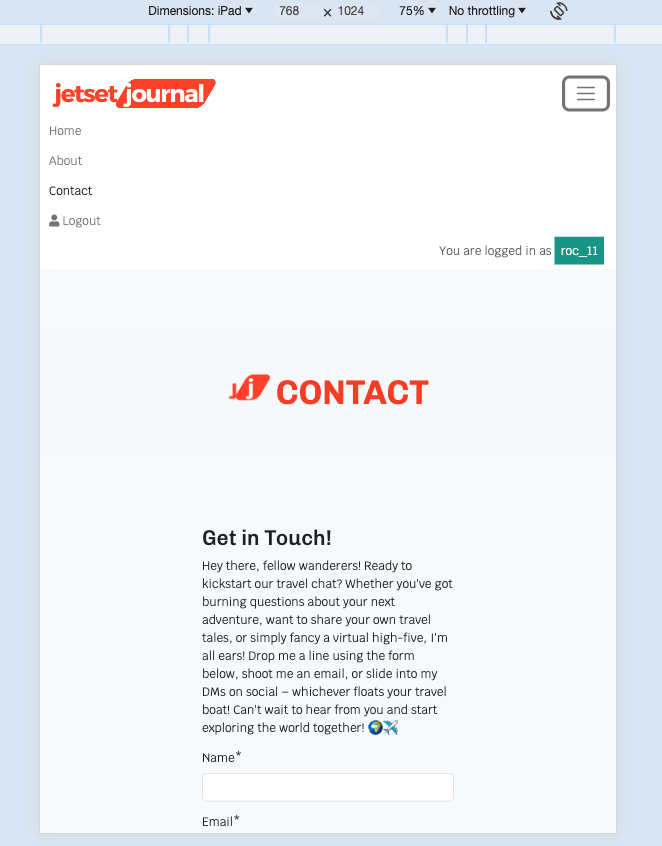 Dimensions: iPad ▼ 768 × 1024 75% ▼ No throttling ▼
jetset journal
Home
About
Contact
Logout
You are logged in as roc_11
j CONTACT
Get in Touch!
Hey there, fellow wanderers! Ready to
kickstart our travel chat? Whether you've got
burning questions about your next
adventure, want to share your own travel
tales, or simply fancy a virtual high-five, I'm
all ears! Drop me a line using the form
below, shoot me an email, or slide into my
DMs on social – whichever floats your travel
boat! Can't wait to hear from you and start
exploring the world together! 🌍✈️
Name*
Email*